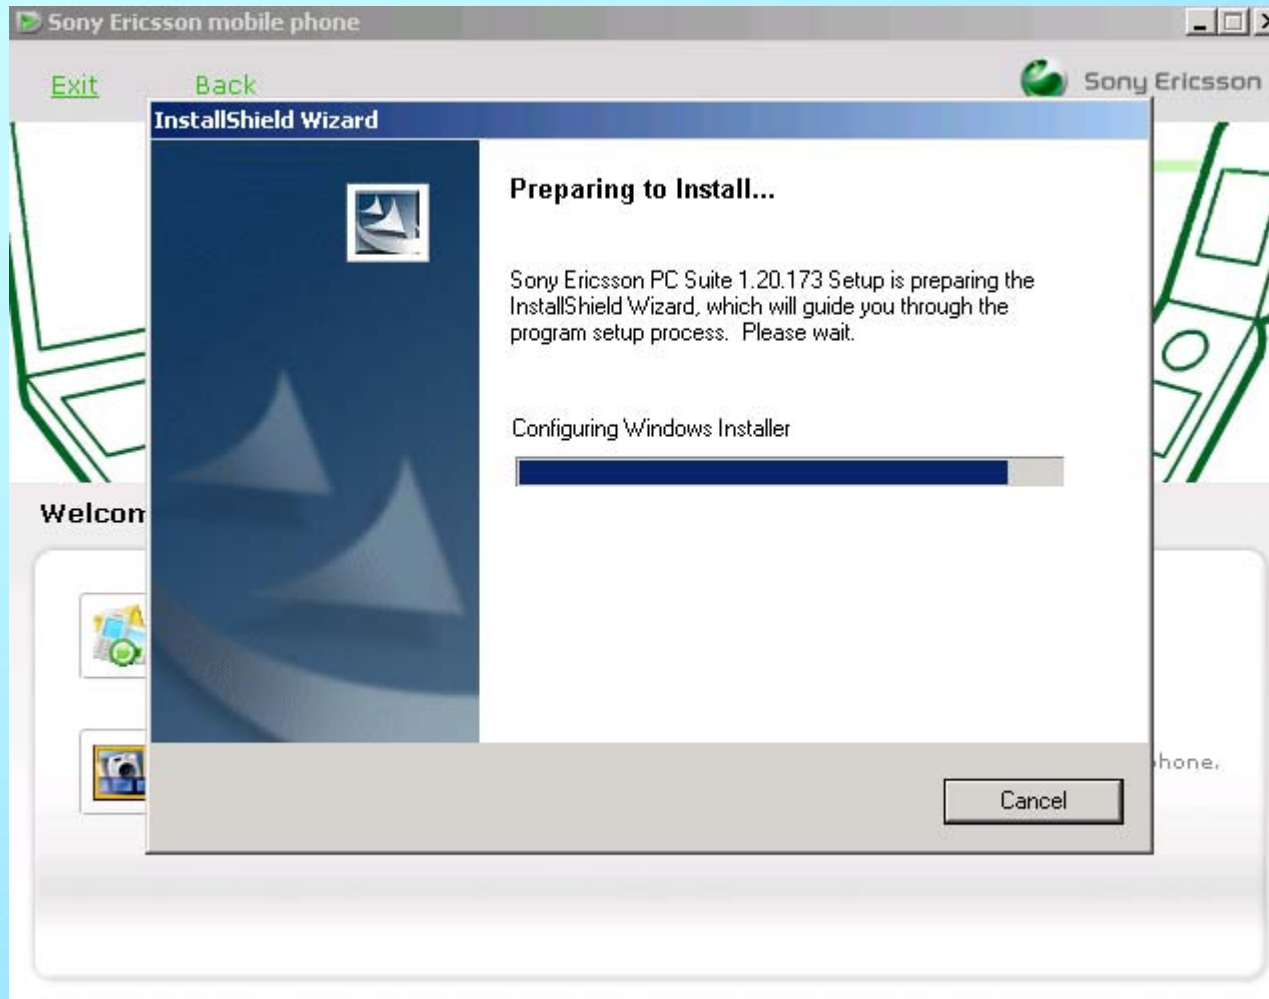 Sony Ericsson mobile phone
Exit Back
Sony Ericsson
InstallShield Wizard
Preparing to Install...
Sony Ericsson PC Suite 1.20.173 Setup is preparing the
InstallShield Wizard, which will guide you through the
program setup process.  Please wait.
Configuring Windows Installer
Cancel